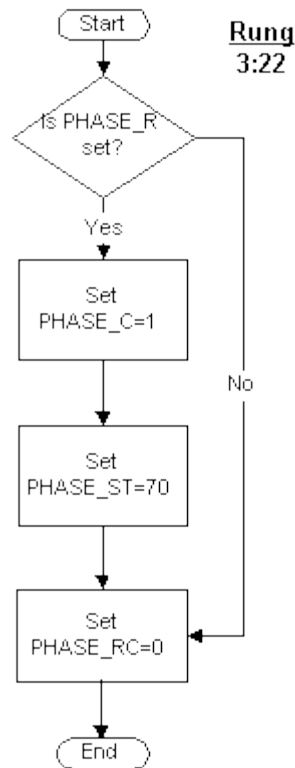 Start
Rung
3:22
Is PHASE_R
set?
Yes
Set
PHASE_C=1
No
Set
PHASE_ST=70
Set
PHASE_RC=0
End